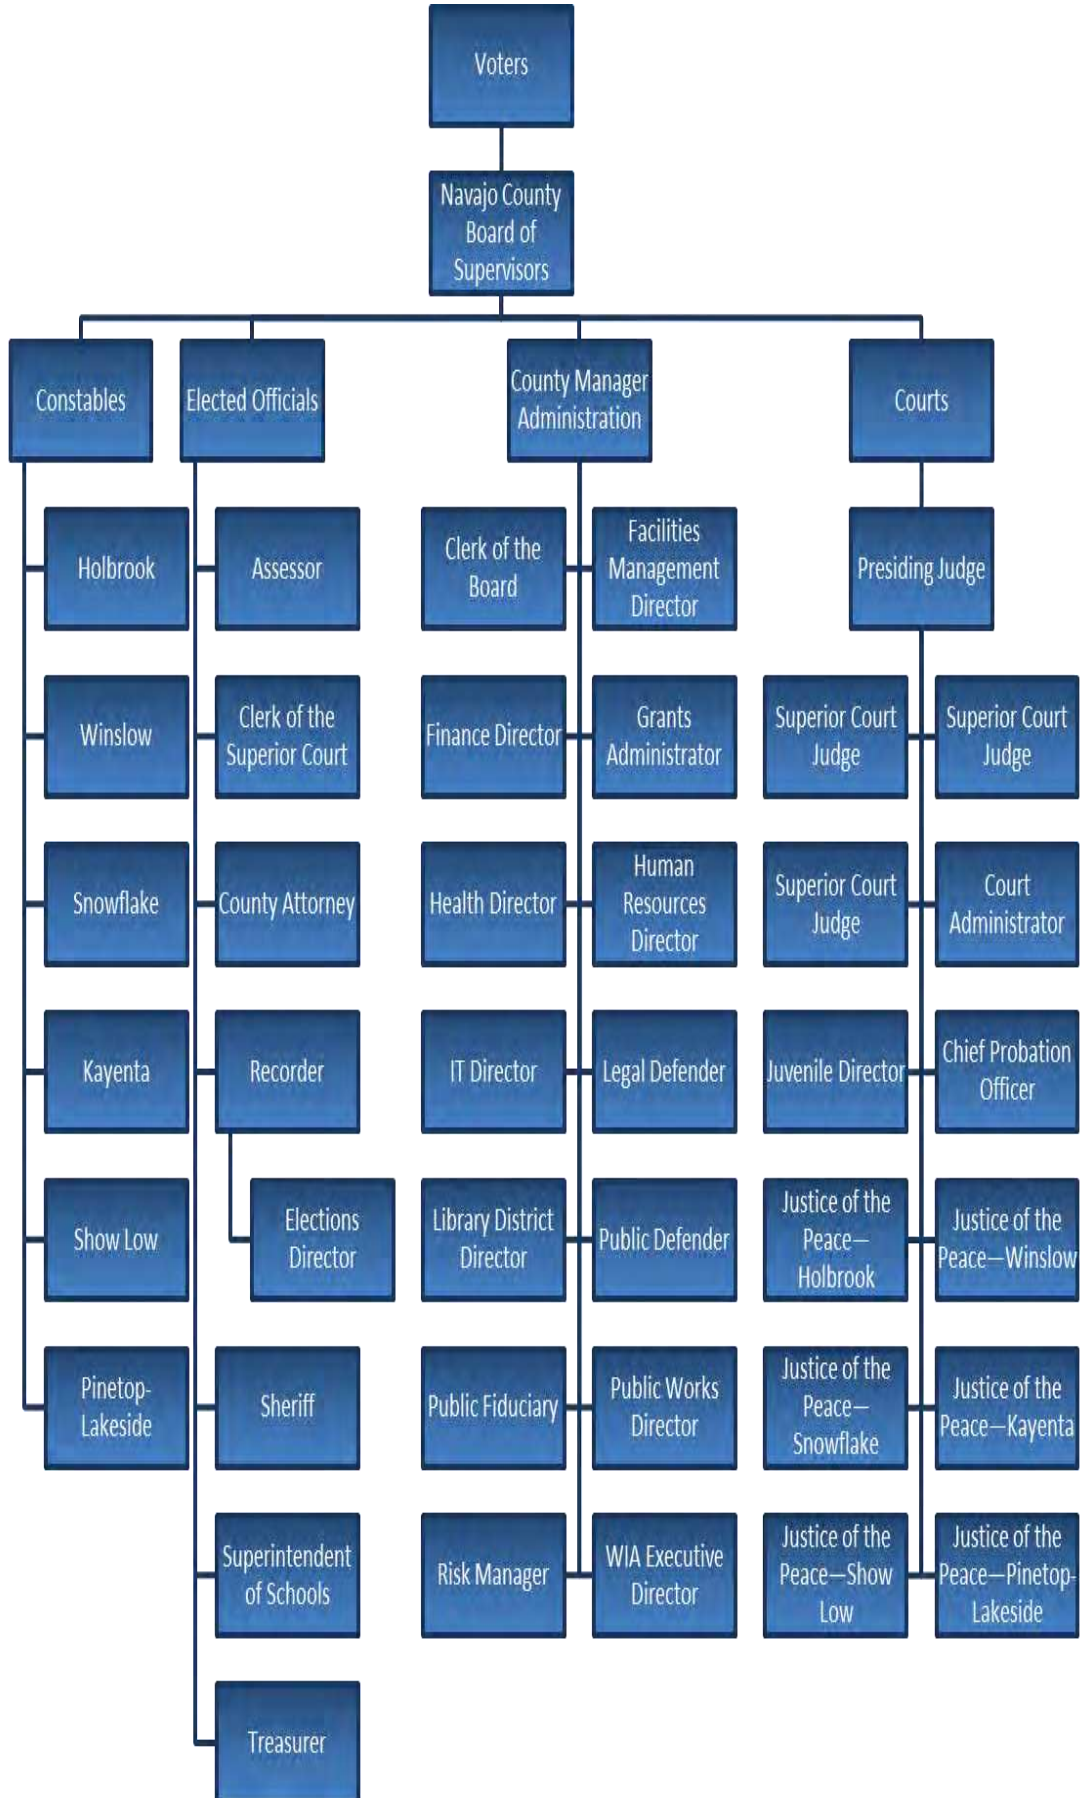 Voters
Navajo County
Board of
Supervisors
Constables
Elected Officials
County Manager
Administration
Courts
Holbrook
Assessor
Clerk of the
Board
Facilities
Management
Director
Presiding Judge
Winslow
Clerk of the
Superior Court
Finance Director
Grants
Administrator
Superior Court
Judge
Superior Court
Judge
Snowflake
County Attorney
Health Director
Human
Resources
Director
Superior Court
Judge
Court
Administrator
Kayenta
Recorder
IT Director
Legal Defender
Juvenile Director
Chief Probation
Officer
Show Low
Elections
Director
Library District
Director
Public Defender
Justice of the
Peace—
Holbrook
Justice of the
Peace—Winslow
Pinetop-
Lakeside
Sheriff
Public Fiduciary
Public Works
Director
Justice of the
Peace—
Snowflake
Justice of the
Peace—Kayenta
Superintendent
of Schools
Risk Manager
WIA Executive
Director
Justice of the
Peace—Show
Low
Justice of the
Peace—Pinetop-
Lakeside
Treasurer